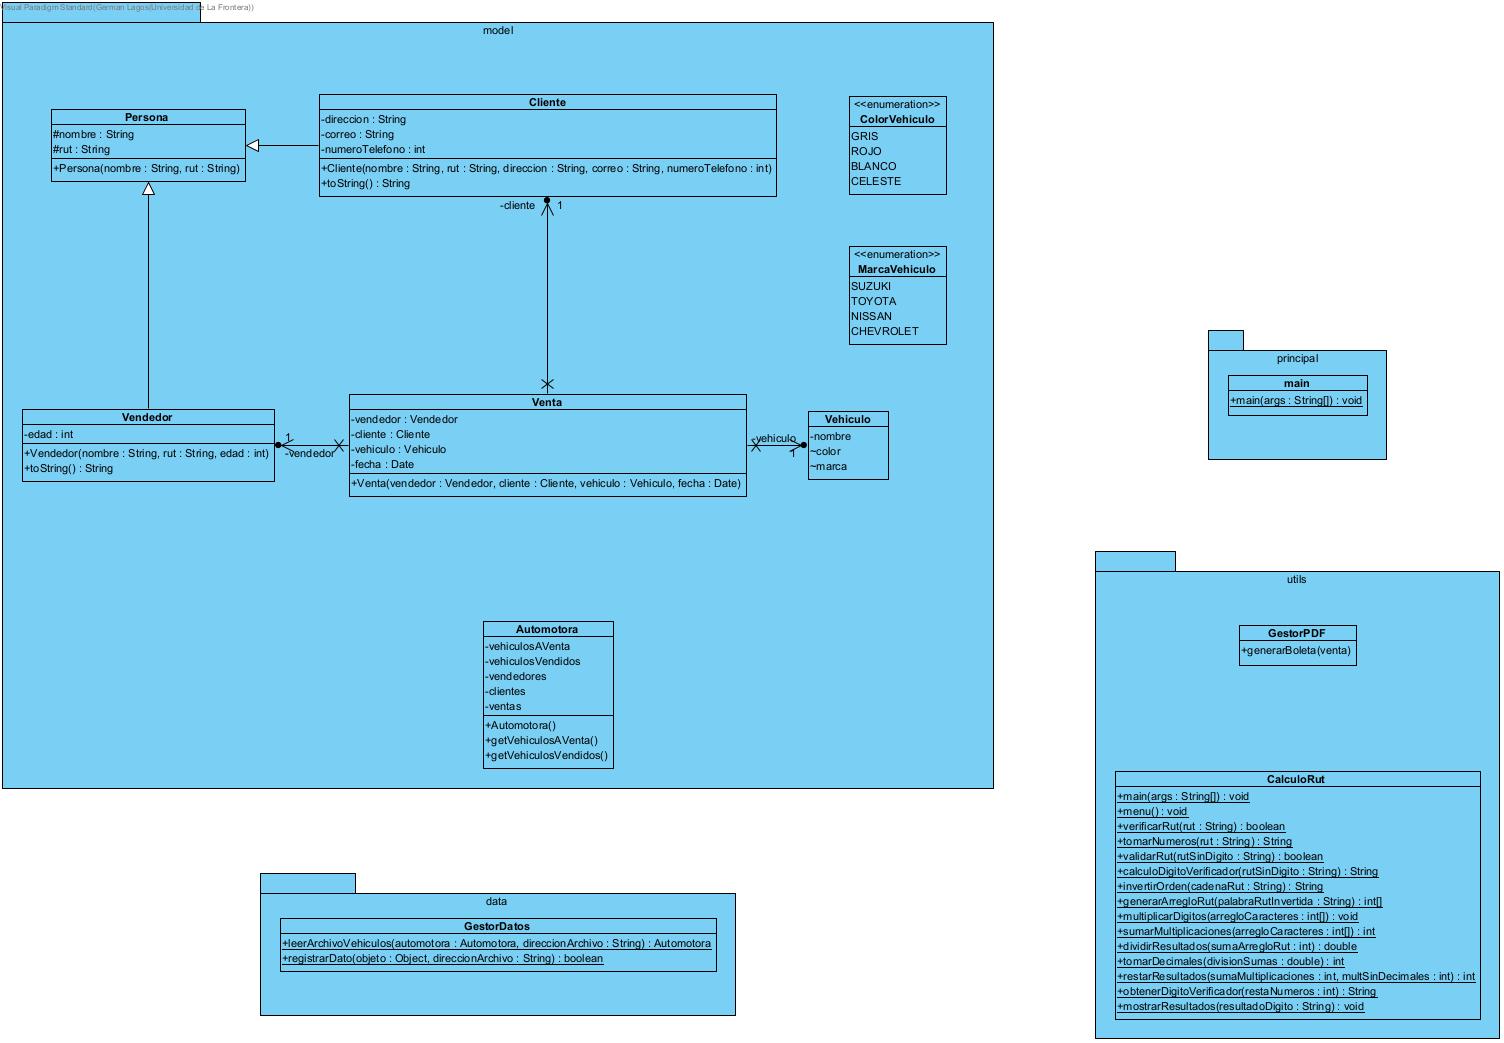 Visual Paradigm Standard(German Lagos(Universidad de La Frontera))
model
Persona
#nombre : String
#rut : String
+Persona(nombre : String, rut : String)
Cliente
-direccion : String
-correo : String
-numeroTelefono : int
+Cliente(nombre : String, rut : String, direccion : String, correo : String, numeroTelefono : int)
+toString() : String
-cliente
1
<<enumeration>>
ColorVehiculo
GRIS
ROJO
BLANCO
CELESTE
<<enumeration>>
MarcaVehiculo
SUZUKI
TOYOTA
NISSAN
CHEVROLET
Vendedor
-edad : int
+Vendedor(nombre : String, rut : String, edad : int)
+toString() : String
1
-vendedor
Venta
-vendedor : Vendedor
-cliente : Cliente
-vehiculo : Vehiculo
-fecha : Date
+Venta(vendedor : Vendedor, cliente : Cliente, vehiculo : Vehiculo, fecha : Date)
-vehiculo
1
Vehiculo
-nombre
~color
~marca
Automotora
-vehiculosAVenta
-vehiculosVendidos
-vendedores
-clientes
-ventas
+Automotora()
+getVehiculosAVenta()
+getVehiculosVendidos()
principal
main
+main(args : String[]) : void
utils
GestorPDF
+generarBoleta(venta)
CalculoRut
+main(args : String[]) : void
+menu() : void
+verificarRut(rut : String) : boolean
+tomarNumeros(rut : String) : String
+validarRut(rutSinDigito : String) : boolean
+calculoDigitoVerificador(rutSinDigito : String) : String
+invertirOrden(cadenaRut : String) : String
+generarArregloRut(palabraRutInvertida : String) : int[]
+multiplicarDigitos(arregloCaracteres : int[]) : void
+sumarMultiplicaciones(arregloCaracteres : int[]) : int
+dividirResultados(sumaArregloRut : int) : double
+tomarDecimales(divisionSumas : double) : int
+restarResultados(sumaMultiplicaciones : int, multSinDecimales : int) : int
+obtenerDigitoVerificador(restaNumeros : int) : String
+mostrarResultados(resultadoDigito : String) : void
data
GestorDatos
+leerArchivoVehiculos(automotora : Automotora, direccionArchivo : String) : Automotora
+registrarDato(objeto : Object, direccionArchivo : String) : boolean